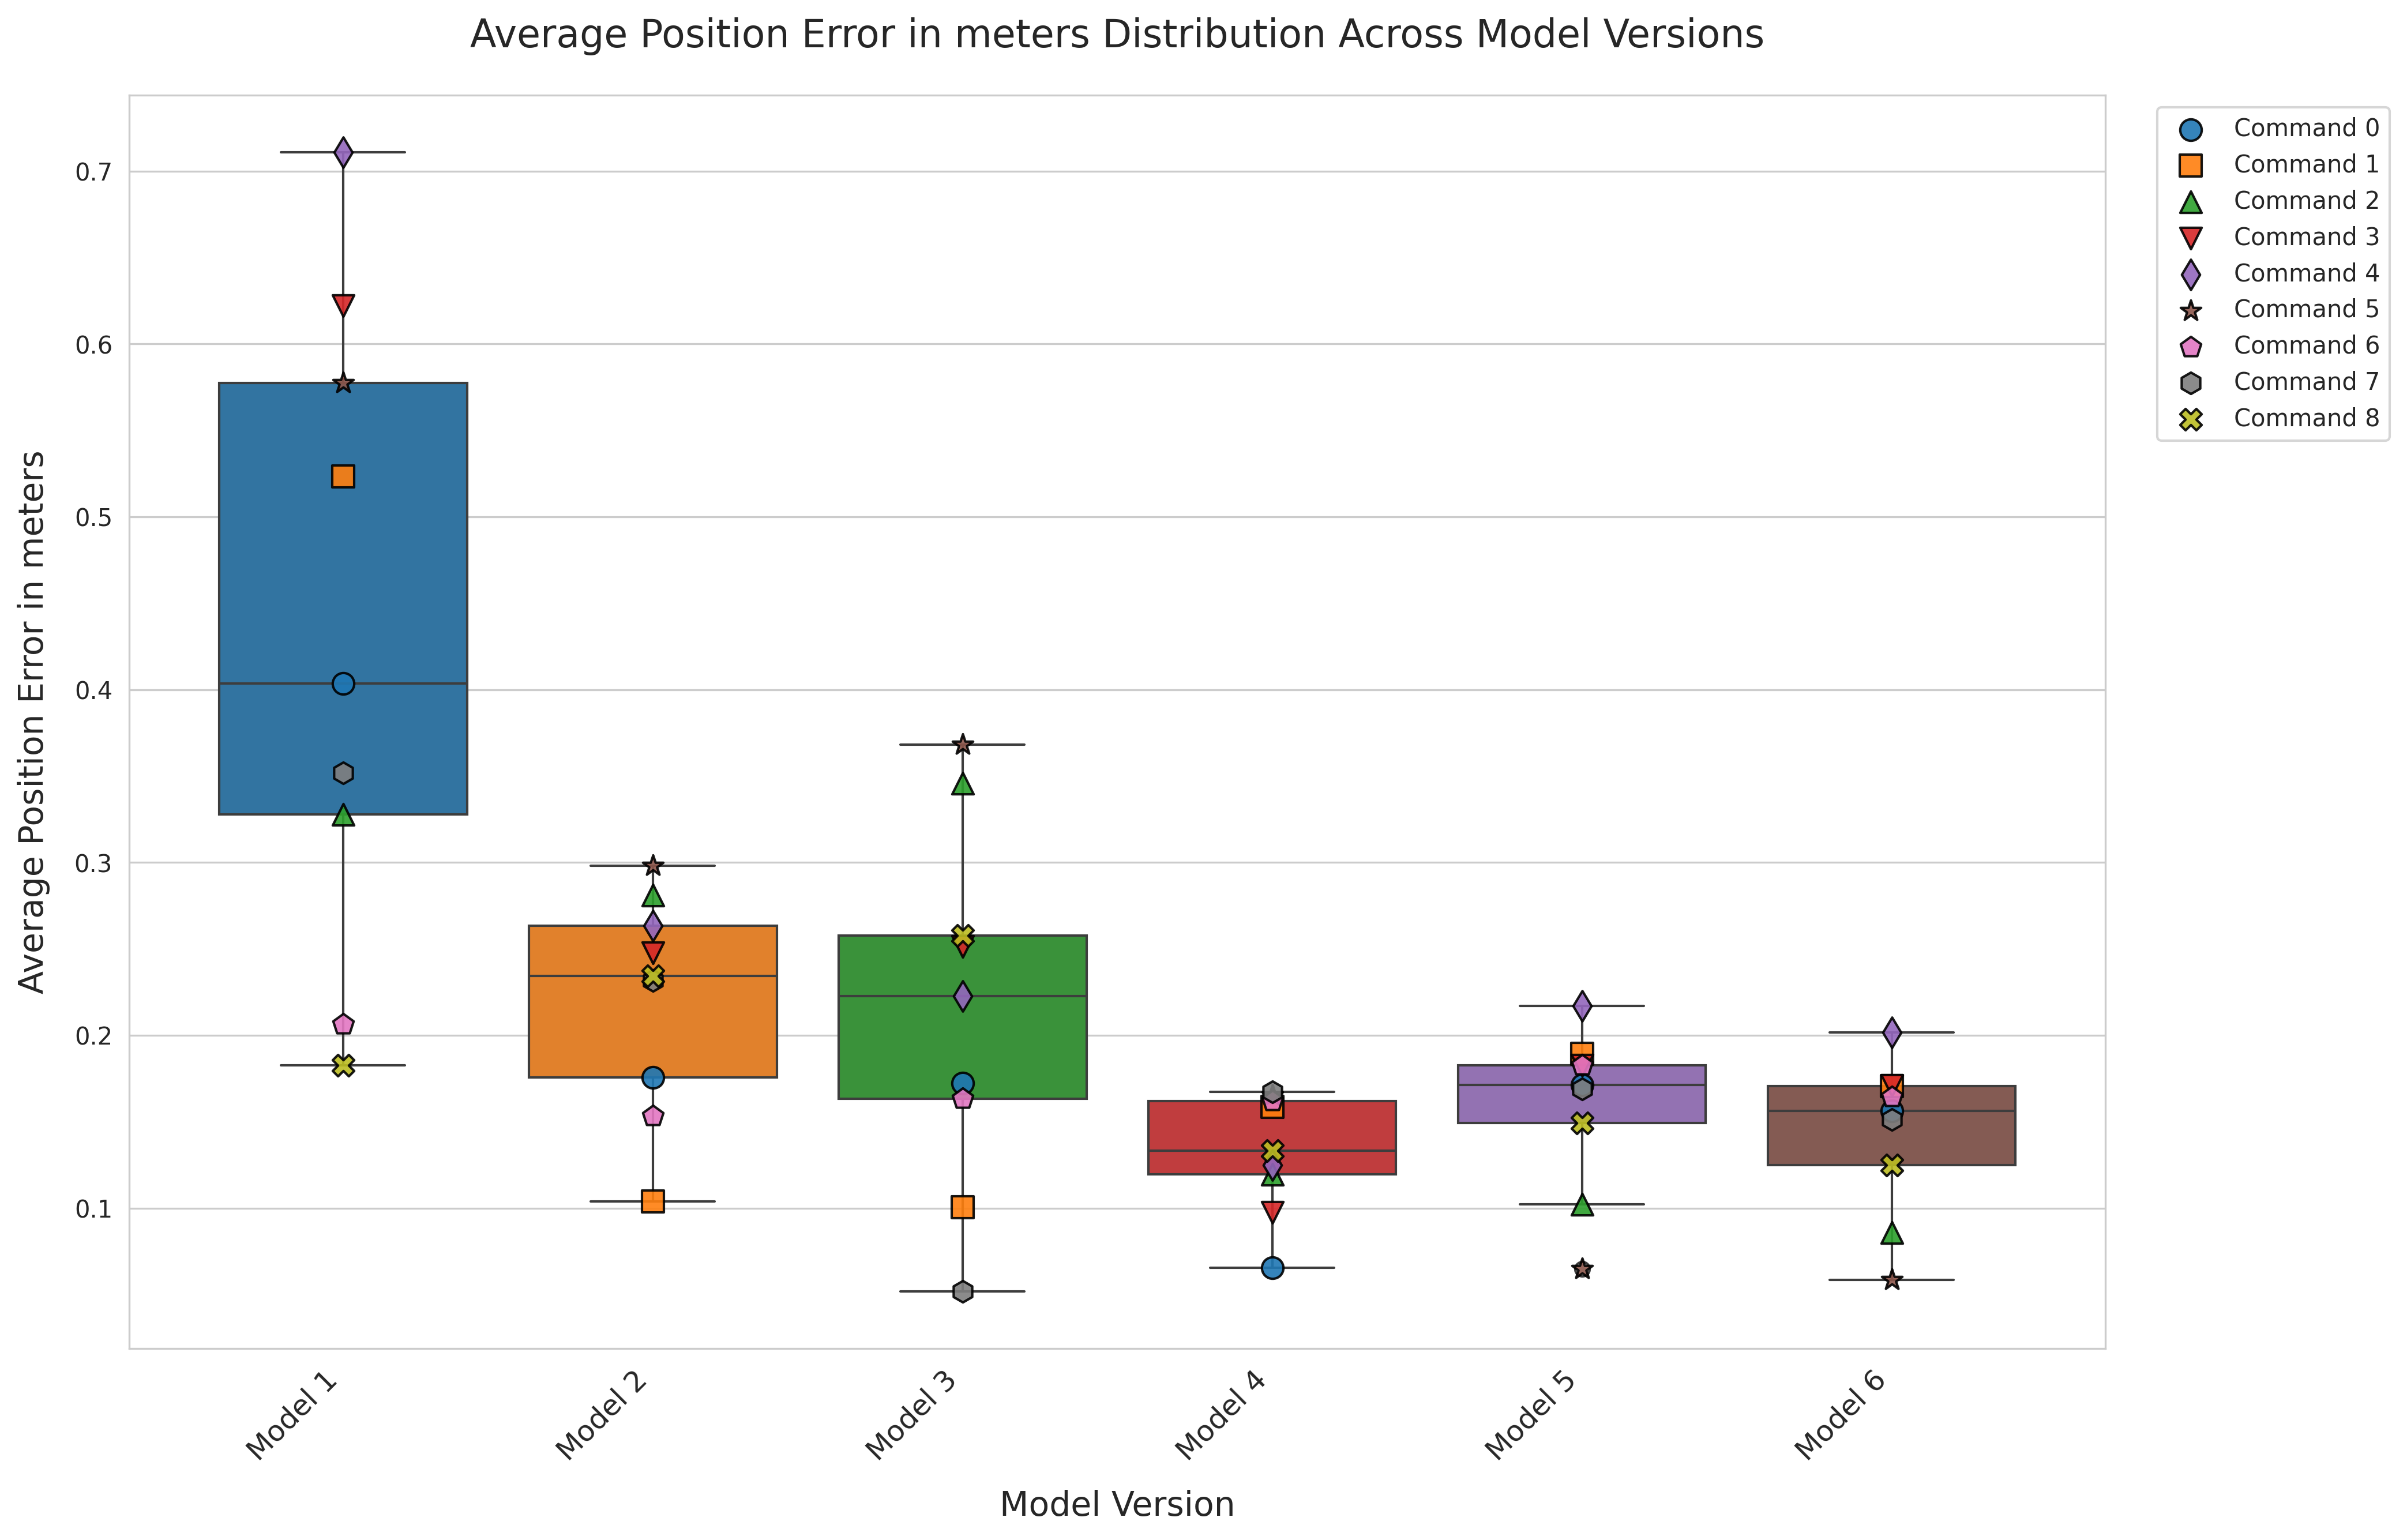 Average Position Error in meters Distribution Across Model Versions
Average Position Error in meters
0.7
0.6
0.5
0.4
0.3
0.2
0.1
Model 1
Model 2
Model 3
Model 4
Model 5
Model 6
Model Version
Command 0
Command 1
Command 2
Command 3
Command 4
Command 5
Command 6
Command 7
Command 8